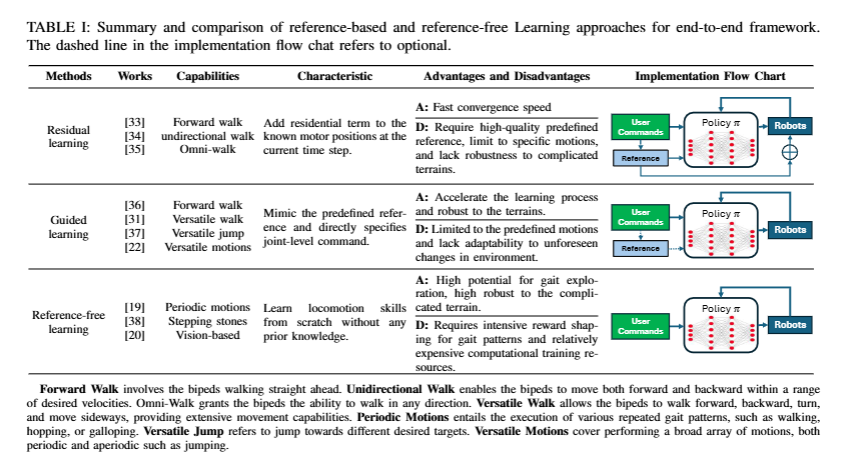 TABLE I: Summary and comparison of reference-based and reference-free Learning approaches for end-to-end framework.
The dashed line in the implementation flow chat refers to optional.
Methods Works Capabilities Characteristic Advantages and Disadvantages Implementation Flow Chart
Residual
learning
[33]
[34]
[35]
Forward walk
undirectional walk
Omni-walk
Add residential term to the
known motor positions at the
current time step.
A: Fast convergence speed
D: Require high-quality predefined
reference, limit to specific motions,
and lack robustness to complicated
terrains.
User
Commands
Reference
Policy π
Robots
Guided
learning
[36]
[31]
[37]
[22]
Forward walk
Versatile walk
Versatile jump
Versatile motions
Mimic the predefined refer-
ence and directly specifies
joint-level command.
A: Accelerate the learning process
and robust to the terrains.
D: Limited to the predefined motions
and lack adaptability to unforeseen
changes in environment.
User
Commands
Reference
Policy π
Robots
Reference-free
learning
[19]
[38]
[20]
Periodic motions
Stepping stones
Vision-based
Learn locomotion skills
from scratch without any
prior knowledge.
A: High potential for gait explo-
ration, high robust to the compli-
cated terrain.
D: Requires intensive reward shap-
ing for gait patterns and relatively
expensive computational training re-
sources.
User
Commands
Policy π
Robots
Forward Walk involves the bipeds walking straight ahead. Unidirectional Walk enables the bipeds to move both forward and backward within a range
of desired velocities. Omni-Walk grants the bipeds the ability to walk in any direction. Versatile Walk allows the bipeds to walk forward, backward, turn,
and move sideways, providing extensive movement capabilities. Periodic Motions entails the execution of various repeated gait patterns, such as walking,
hopping, or galloping. Versatile Jump refers to jump towards different desired targets. Versatile Motions cover performing a broad array of motions, both
periodic and aperiodic such as jumping.